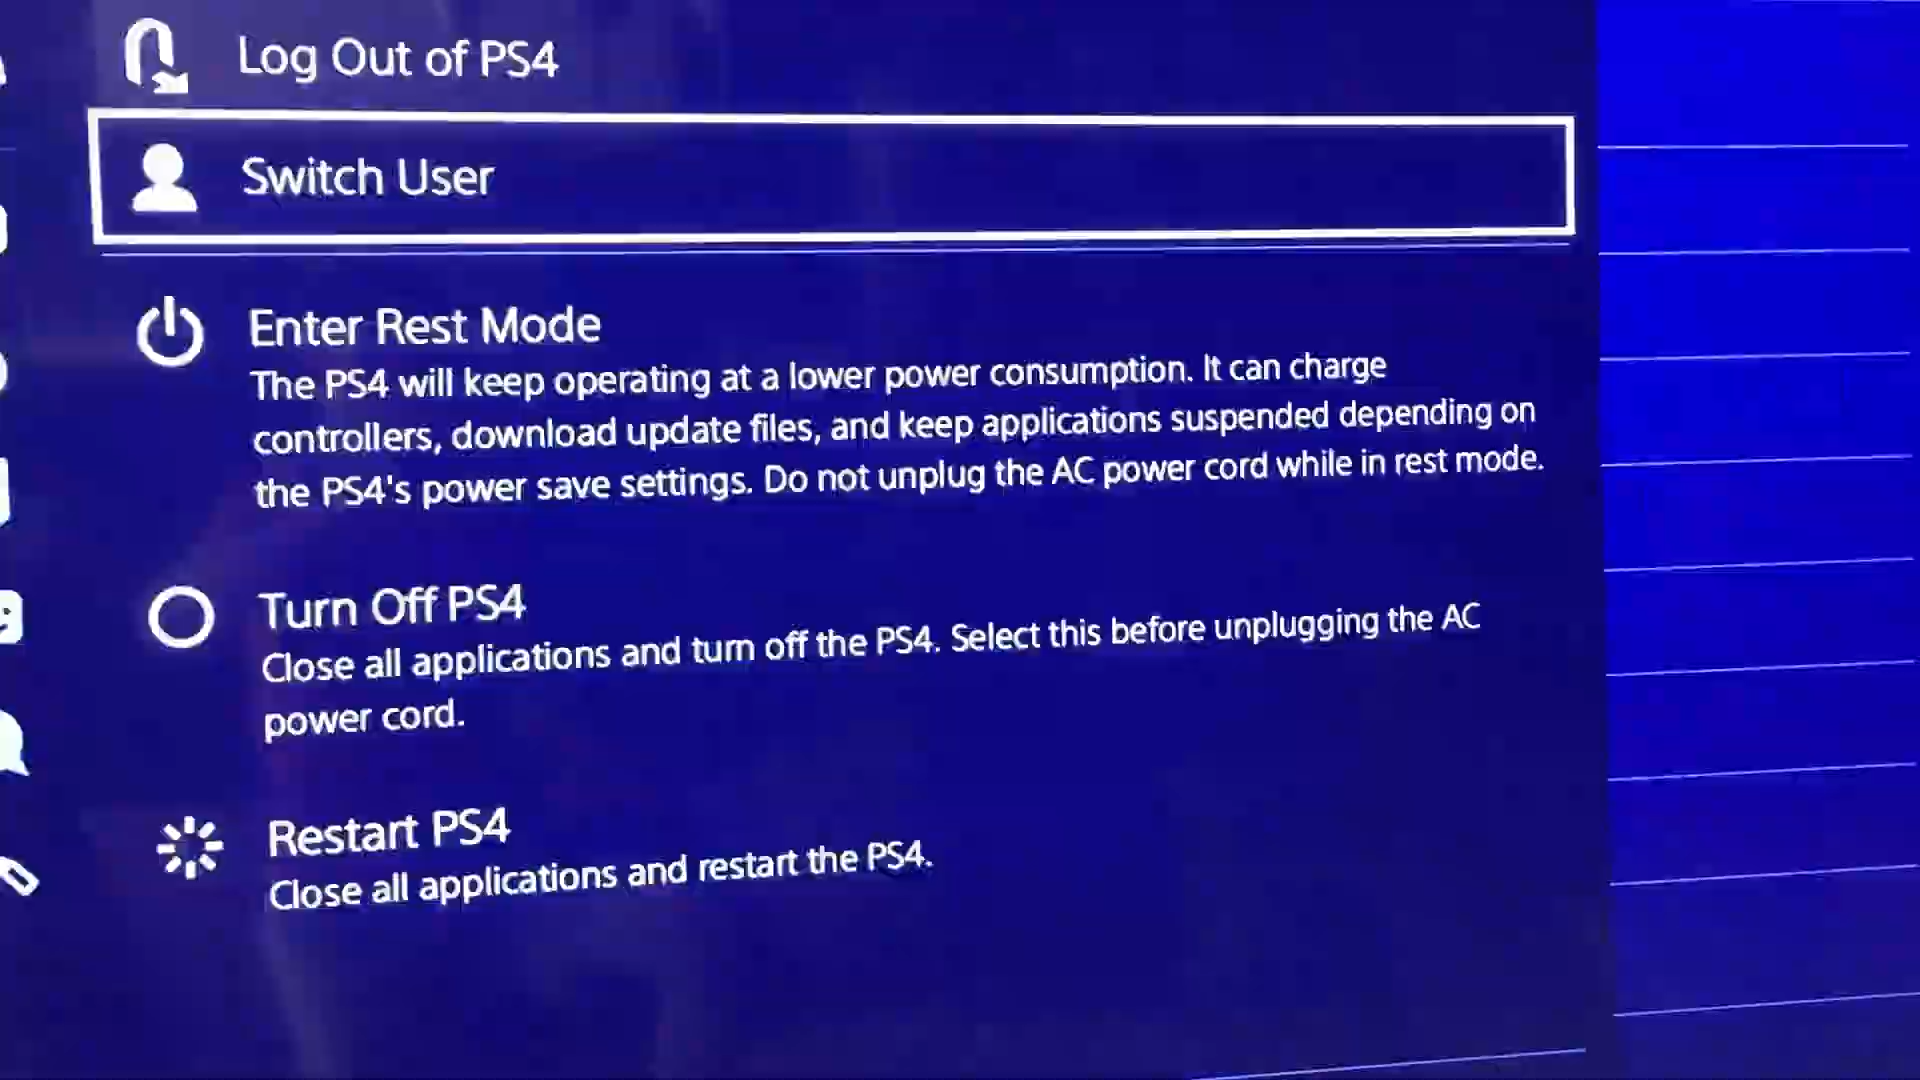 Log Out of PS4
Switch User
Enter Rest Mode
The PS4 will keep operating at a lower power consumption. It can charge
controllers, download update files, and keep applications suspended depending on
the PS4's power save settings. Do not unplug the AC power cord while in rest mode.
Turn Off PS4
Close all applications and turn off the PS4. Select this before unplugging the AC
power cord.
Restart PS4
Close all applications and restart the PS4.